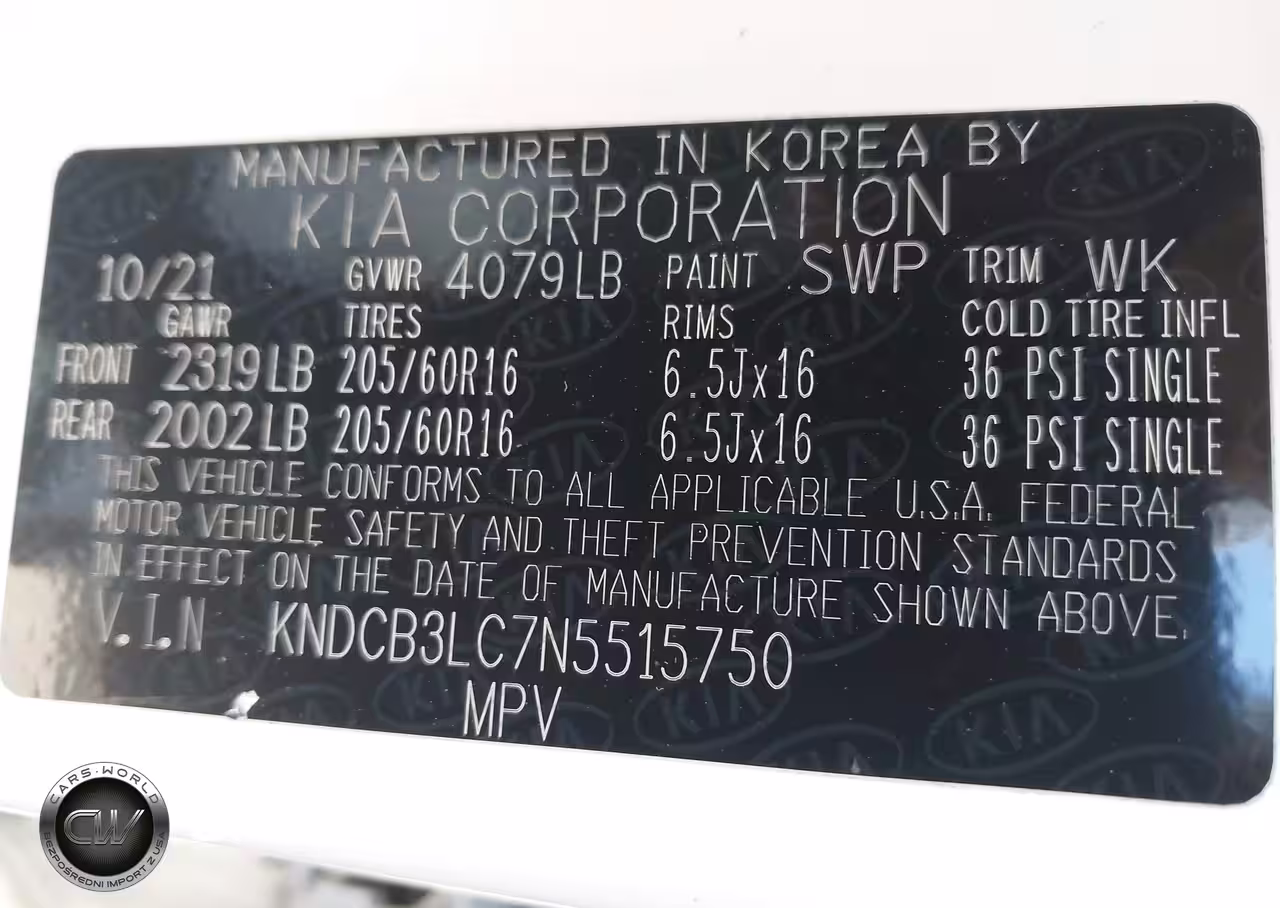 MANUFACTURED IN KOREA BY
KIA CORPORATION
10/21 GVWR 4079LB PAINT SWP TRIM WK
GAWR TIRES RIMS COLD TIRE INFL
FRONT 2319LB 205/60R16 6.5Jx16 36 PSI SINGLE
REAR 2002LB 205/60R16 6.5Jx16 36 PSI SINGLE
THIS VEHICLE CONFORMS TO ALL APPLICABLE U.S.A. FEDERAL
MOTOR VEHICLE SAFETY AND THEFT PREVENTION STANDARDS
IN EFFECT ON THE DATE OF MANUFACTURE SHOWN ABOVE.
V.I.N KNDCB3LC7N5515750
MPV
CARS-WORLD
CW
BEZPOŚREDNI IMPORT Z USA